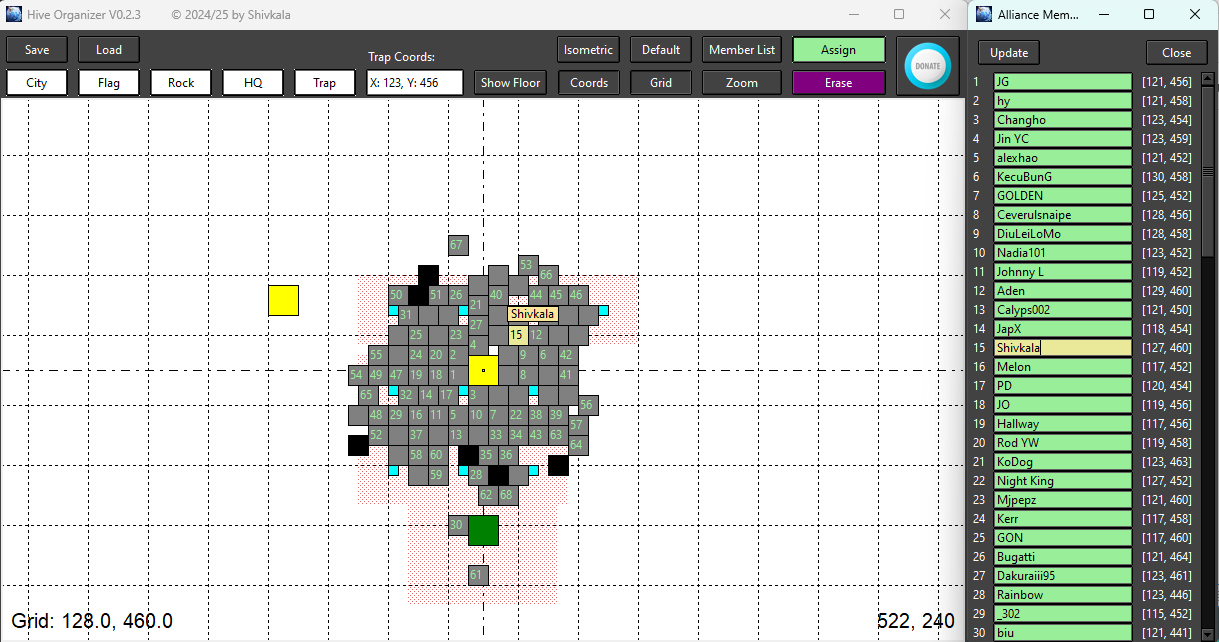 Hive Organizer V0.2.3 © 2024/25 by Shivkala
Save Load Trap Coords: Isometric Default Member List Assign DONATE
City Flag Rock HQ Trap X: 123, Y: 456 Show Floor Coords Grid Zoom Erase
67
53
66
50 51 26 40 44 45 46
21
31 Shivkala
27
25 23 15 12
4
55 24 20 2 9 6 42
54 49 47 19 18 1 8 41
65 32 14 17 3
56
48 29 16 11 5 10 7 22 38 39
57
52 37 13 33 34 43 63
64
58 60 35 36
59 28
62 68
30
61
Grid: 128.0, 460.0 522, 240
Alliance Mem...
Update Close
1 JG [121, 456]
2 hy [121, 458]
3 Changho [123, 454]
4 Jin YC [123, 459]
5 alexhao [121, 452]
6 KecuBunG [130, 458]
7 GOLDEN [125, 452]
8 Ceverulsnaipe [128, 456]
9 DiuLeiLoMo [128, 458]
10 Nadia101 [123, 452]
11 Johnny L [119, 452]
12 Aden [129, 460]
13 Calyps002 [121, 450]
14 JapX [118, 454]
15 Shivkala [127, 460]
16 Melon [117, 452]
17 PD [120, 454]
18 JO [119, 456]
19 Hallway [117, 456]
20 Rod YW [119, 458]
21 KoDog [123, 463]
22 Night King [127, 452]
23 Mjpepz [121, 460]
24 Kerr [117, 458]
25 GON [117, 460]
26 Bugatti [121, 464]
27 Dakuraiii95 [123, 461]
28 Rainbow [123, 446]
29 _302 [115, 452]
30 biu [121, 441]